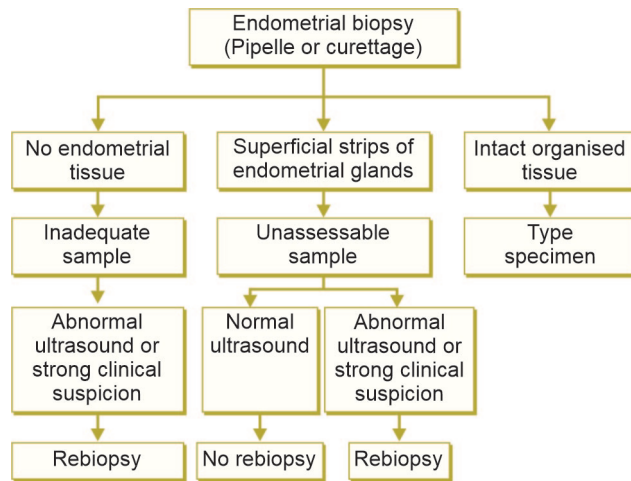 Endometrial biopsy
(Pipelle or curettage)
No endometrial
tissue
Superficial strips of
endometrial glands
Intact organised
tissue
Inadequate
sample
Unassessable
sample
Type
specimen
Abnormal
ultrasound or
strong clinical
suspicion
Normal
ultrasound
Abnormal
ultrasound or
strong clinical
suspicion
Rebiopsy
No rebiopsy
Rebiopsy